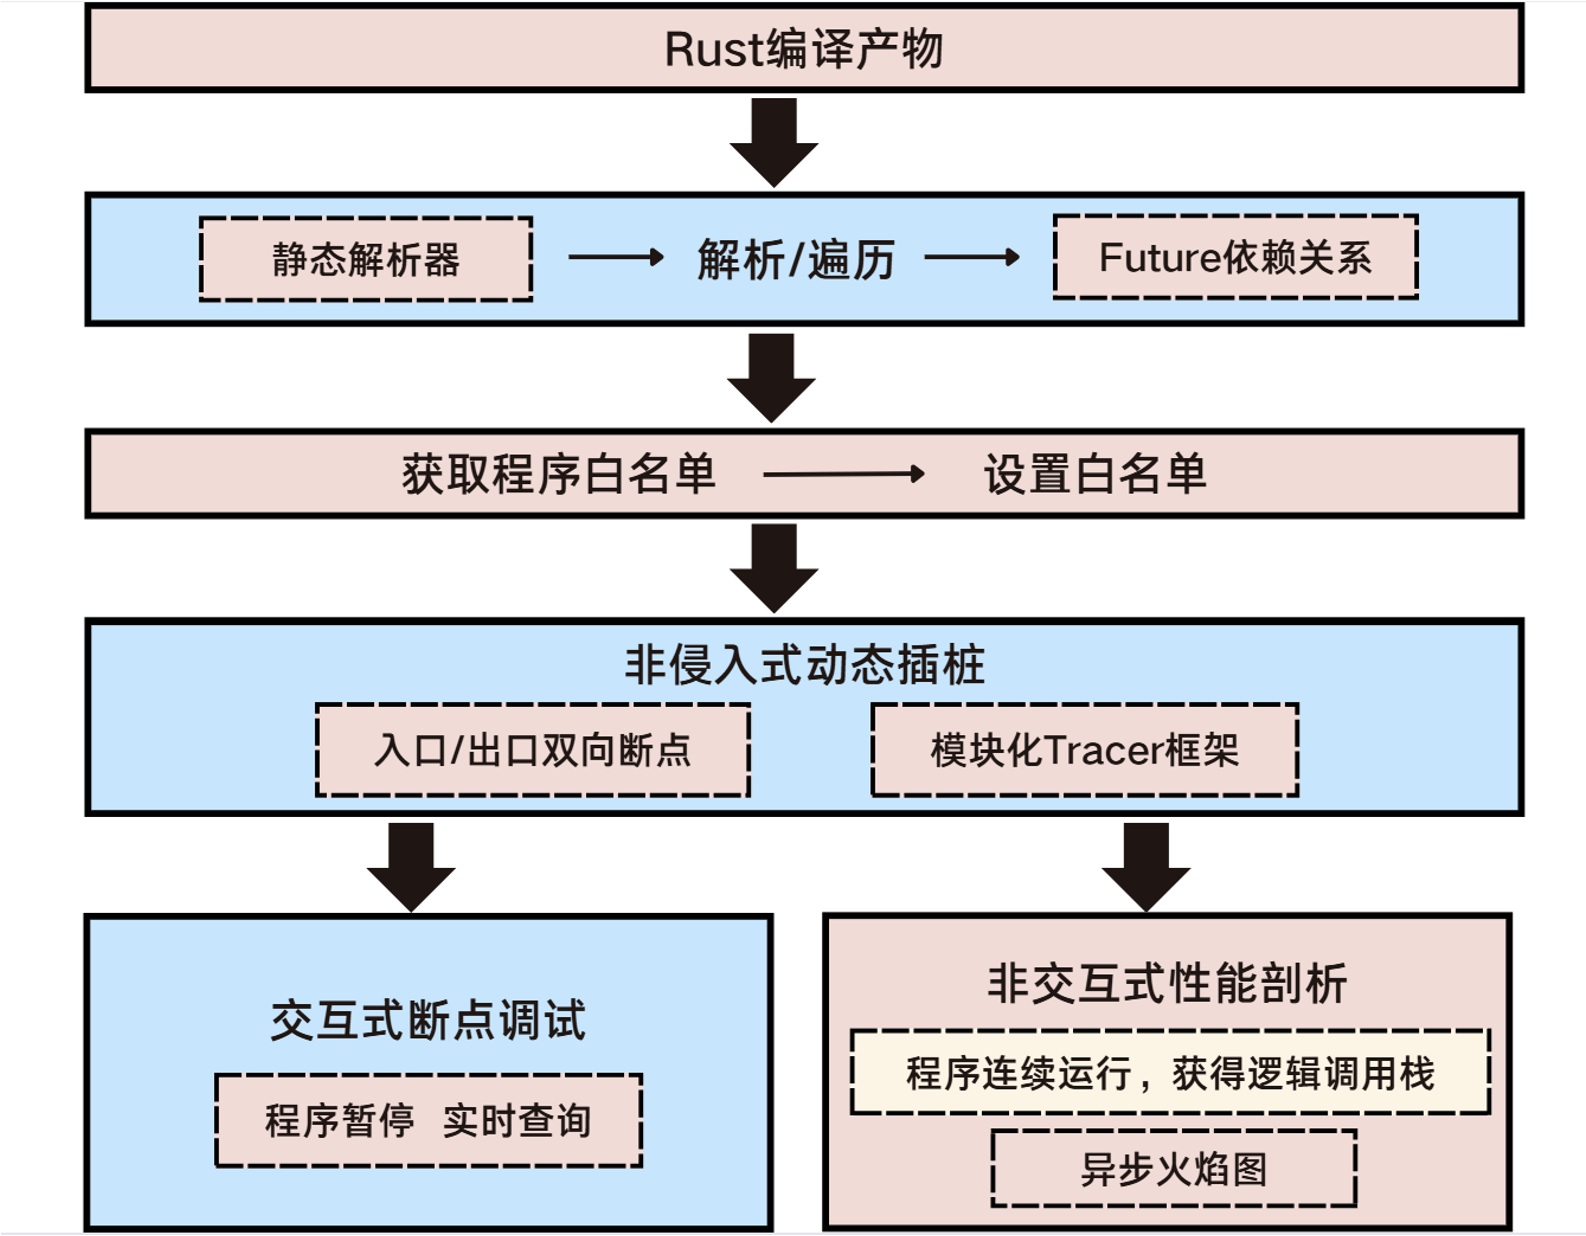 Rust编译产物
静态解析器
解析/遍历
Future依赖关系
获取程序白名单
设置白名单
非侵入式动态插桩
入口/出口双向断点
模块化Tracer框架
交互式断点调试
程序暂停 实时查询
非交互式性能剖析
程序连续运行，获得逻辑调用栈
异步火焰图